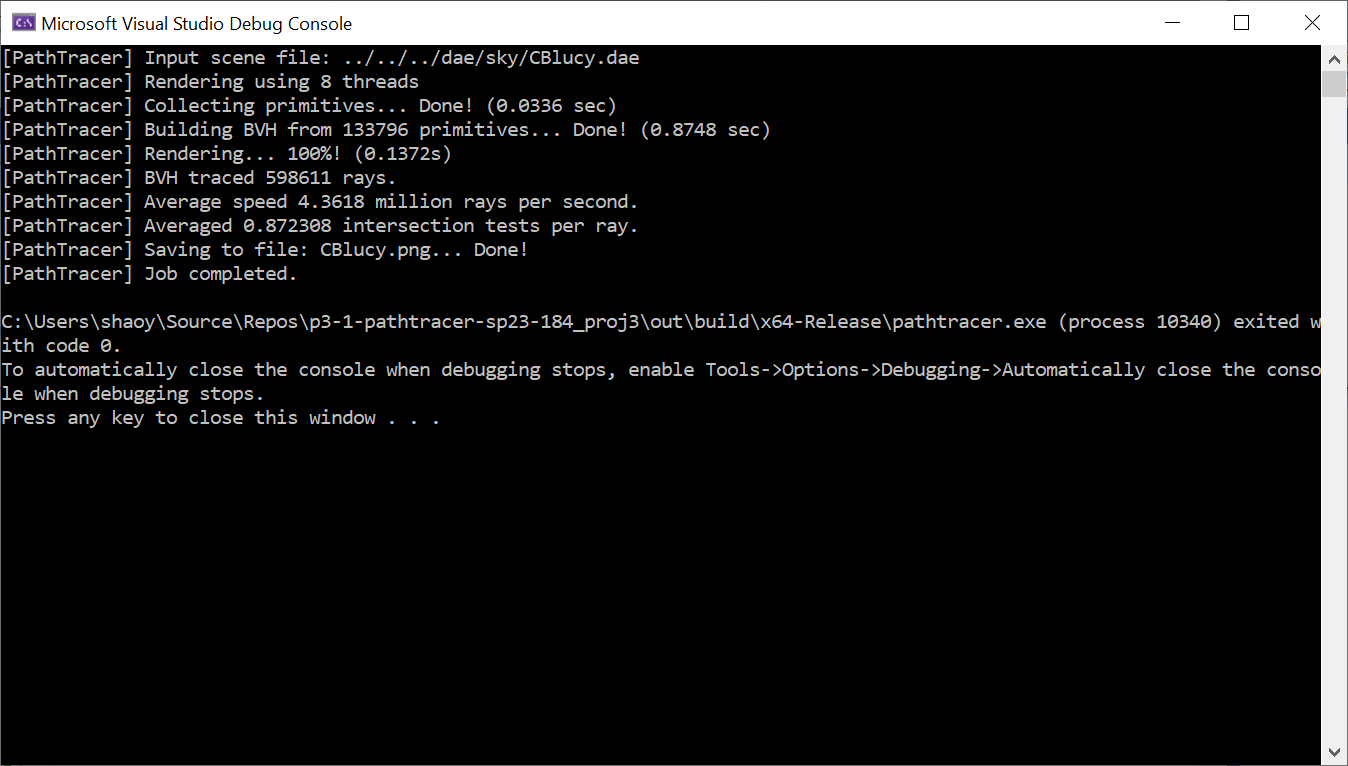 Microsoft Visual Studio Debug Console
[PathTracer] Input scene file: ../../../dae/sky/CBlucy.dae
[PathTracer] Rendering using 8 threads
[PathTracer] Collecting primitives... Done! (0.0336 sec)
[PathTracer] Building BVH from 133796 primitives... Done! (0.8748 sec)
[PathTracer] Rendering... 100%! (0.1372s)
[PathTracer] BVH traced 598611 rays.
[PathTracer] Average speed 4.3618 million rays per second.
[PathTracer] Averaged 0.872308 intersection tests per ray.
[PathTracer] Saving to file: CBlucy.png... Done!
[PathTracer] Job completed.
C:\Users\shaoy\Source\Repos\p3-1-pathtracer-sp23-184_proj3\out\build\x64-Release\pathtracer.exe (process 10340) exited w
ith code 0.
To automatically close the console when debugging stops, enable Tools->Options->Debugging->Automatically close the conso
le when debugging stops.
Press any key to close this window . . .